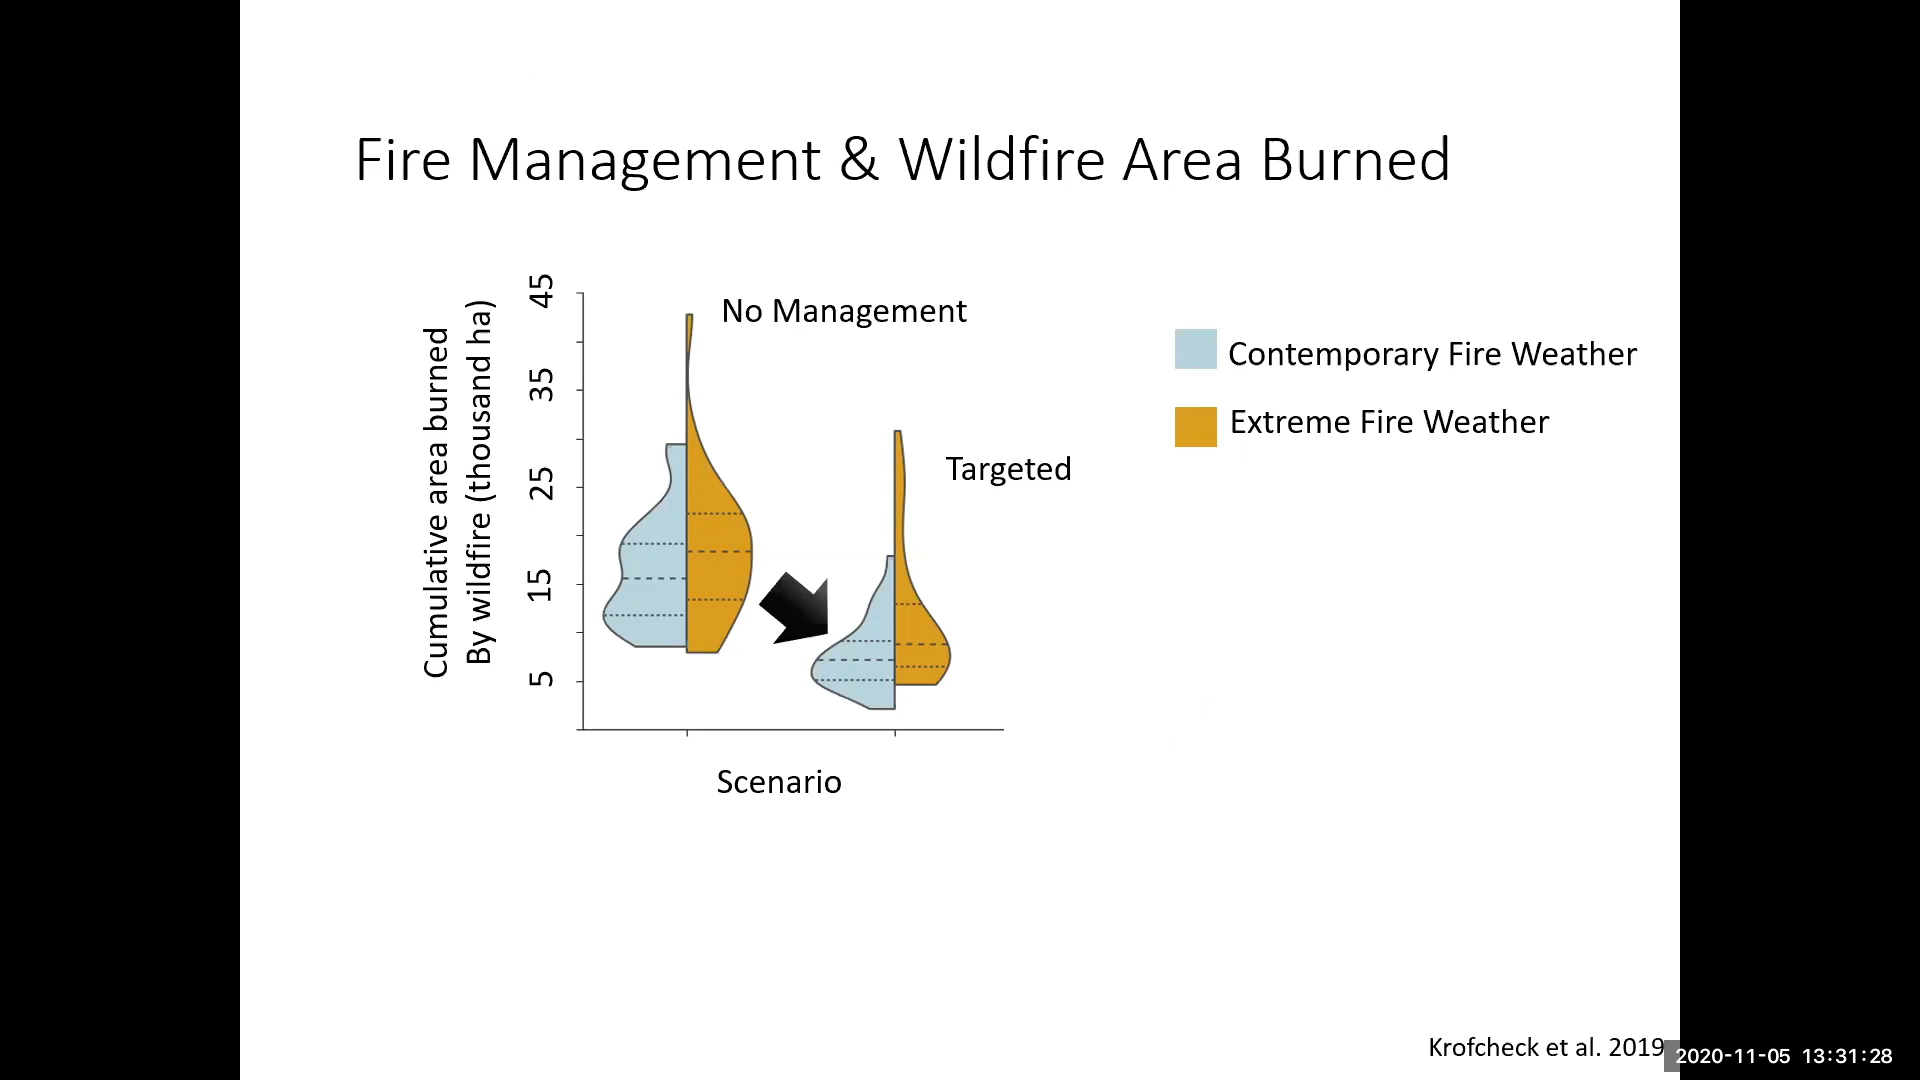 Fire Management & Wildfire Area Burned
Cumulative area burned
By wildfire (thousand ha)
45
35
25
15
5
No Management
Targeted
Scenario
Contemporary Fire Weather
Extreme Fire Weather
Krofcheck et al. 2019
2020-11-05 13:31:28